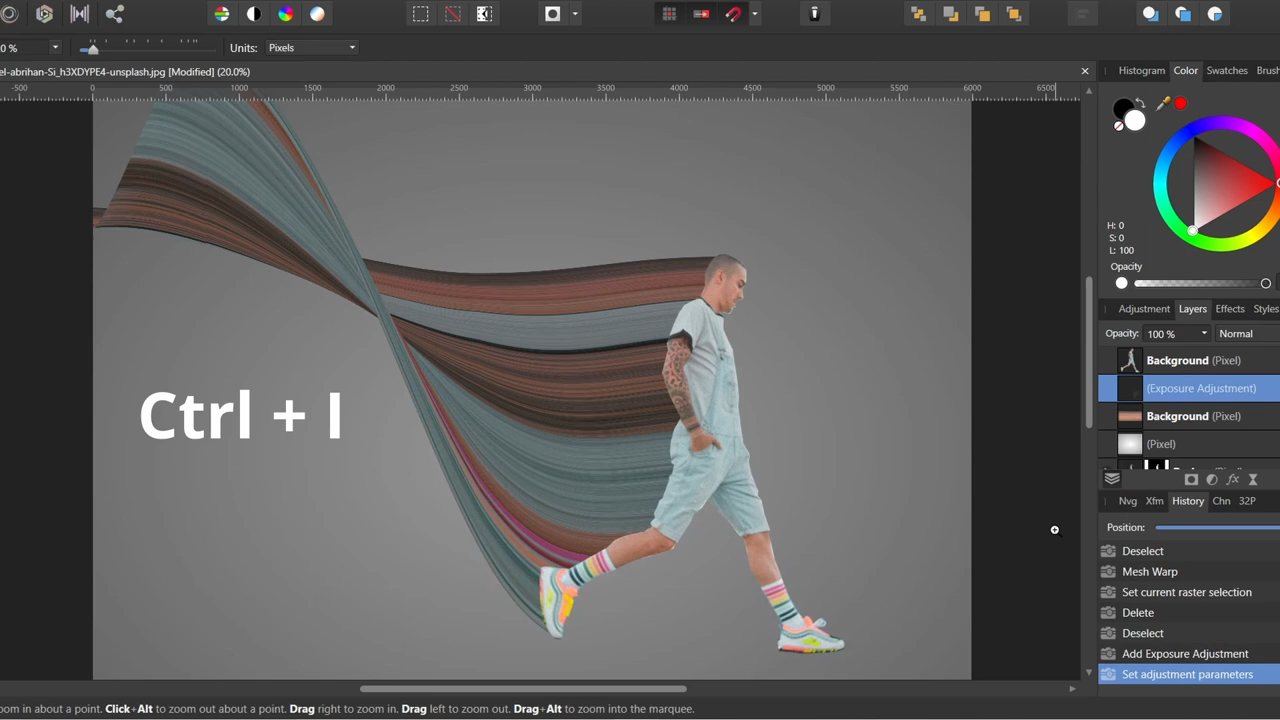 0 %
Units: Pixels
el-abrihan-Si_h3XDYPE4-unsplash.jpg [Modified] (20.0%)
Histogram Color Swatches Brush
-500 0 500 1000 1500 2000 2500 3000 3500 4000 4500 5000 5500 6000 6500
H: 0
S: 0
L: 100
Opacity
Adjustment Layers Effects Styles
Opacity: 100 % Normal
Background (Pixel)
(Exposure Adjustment)
Background (Pixel)
(Pixel)
Ctrl + I
Nvg Xfm History Chn 32P
Position:
Deselect
Mesh Warp
Set current raster selection
Delete
Deselect
Add Exposure Adjustment
Set adjustment parameters
oom in about a point. Click+Alt to zoom out about a point. Drag right to zoom in. Drag left to zoom out. Drag+Alt to zoom into the marquee.